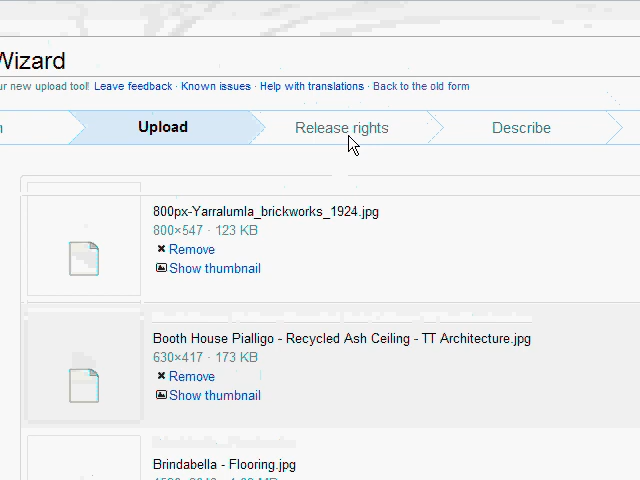 Wizard
ur new upload tool! Leave feedback · Known issues · Help with translations · Back to the old form
n Upload Release rights Describe
800px-Yarralumla_brickworks_1924.jpg
800×547 · 123 KB
Remove
Show thumbnail
Booth House Pialligo - Recycled Ash Ceiling - TT Architecture.jpg
630×417 · 173 KB
Remove
Show thumbnail
Brindabella - Flooring.jpg